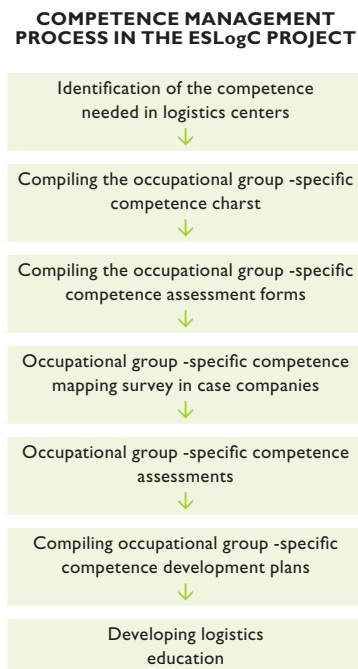 COMPETENCE MANAGEMENT
PROCESS IN THE ESLogC PROJECT
Identification of the competence
needed in logistics centers
Compiling the occupational group -specific
competence charst
Compiling the occupational group -specific
competence assessment forms
Occupational group -specific competence
mapping survey in case companies
Occupational group -specific competence
assessments
Compiling occupational group -specific
competence development plans
Developing logistics
education